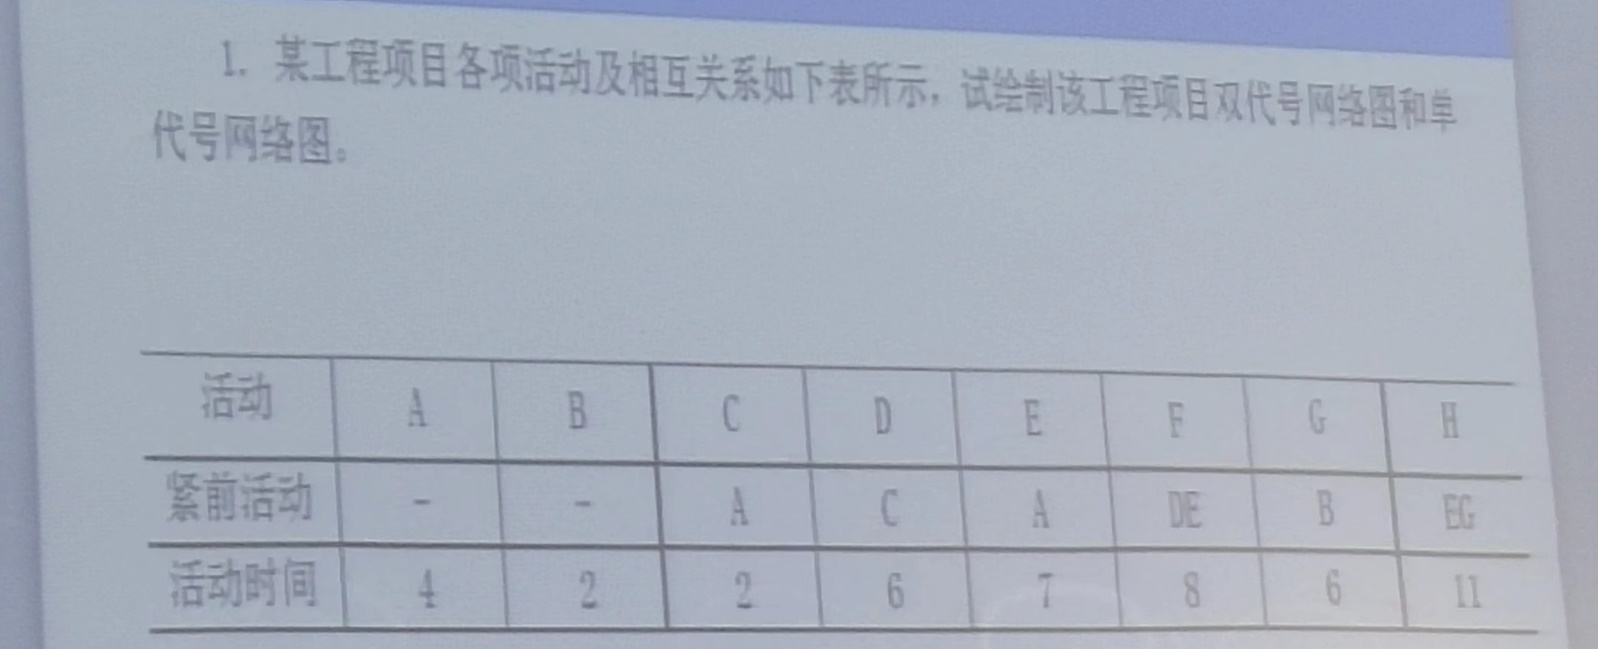 1. 某工程项目各项活动及相互关系如下表所示，试绘制该工程项目双代号网络图和单
代号网络图。
活动 A B C D E F G H
紧前活动 - - A C A DE B EG
活动时间 4 2 2 6 7 8 6 11